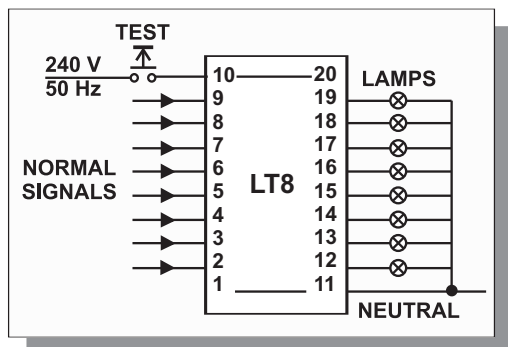 TEST
240 V
50 Hz
10 20
9 19
8 18
7 17
6 16
5 15
4 14
3 13
2 12
1 11
LAMPS
NORMAL
SIGNALS
LT8
NEUTRAL